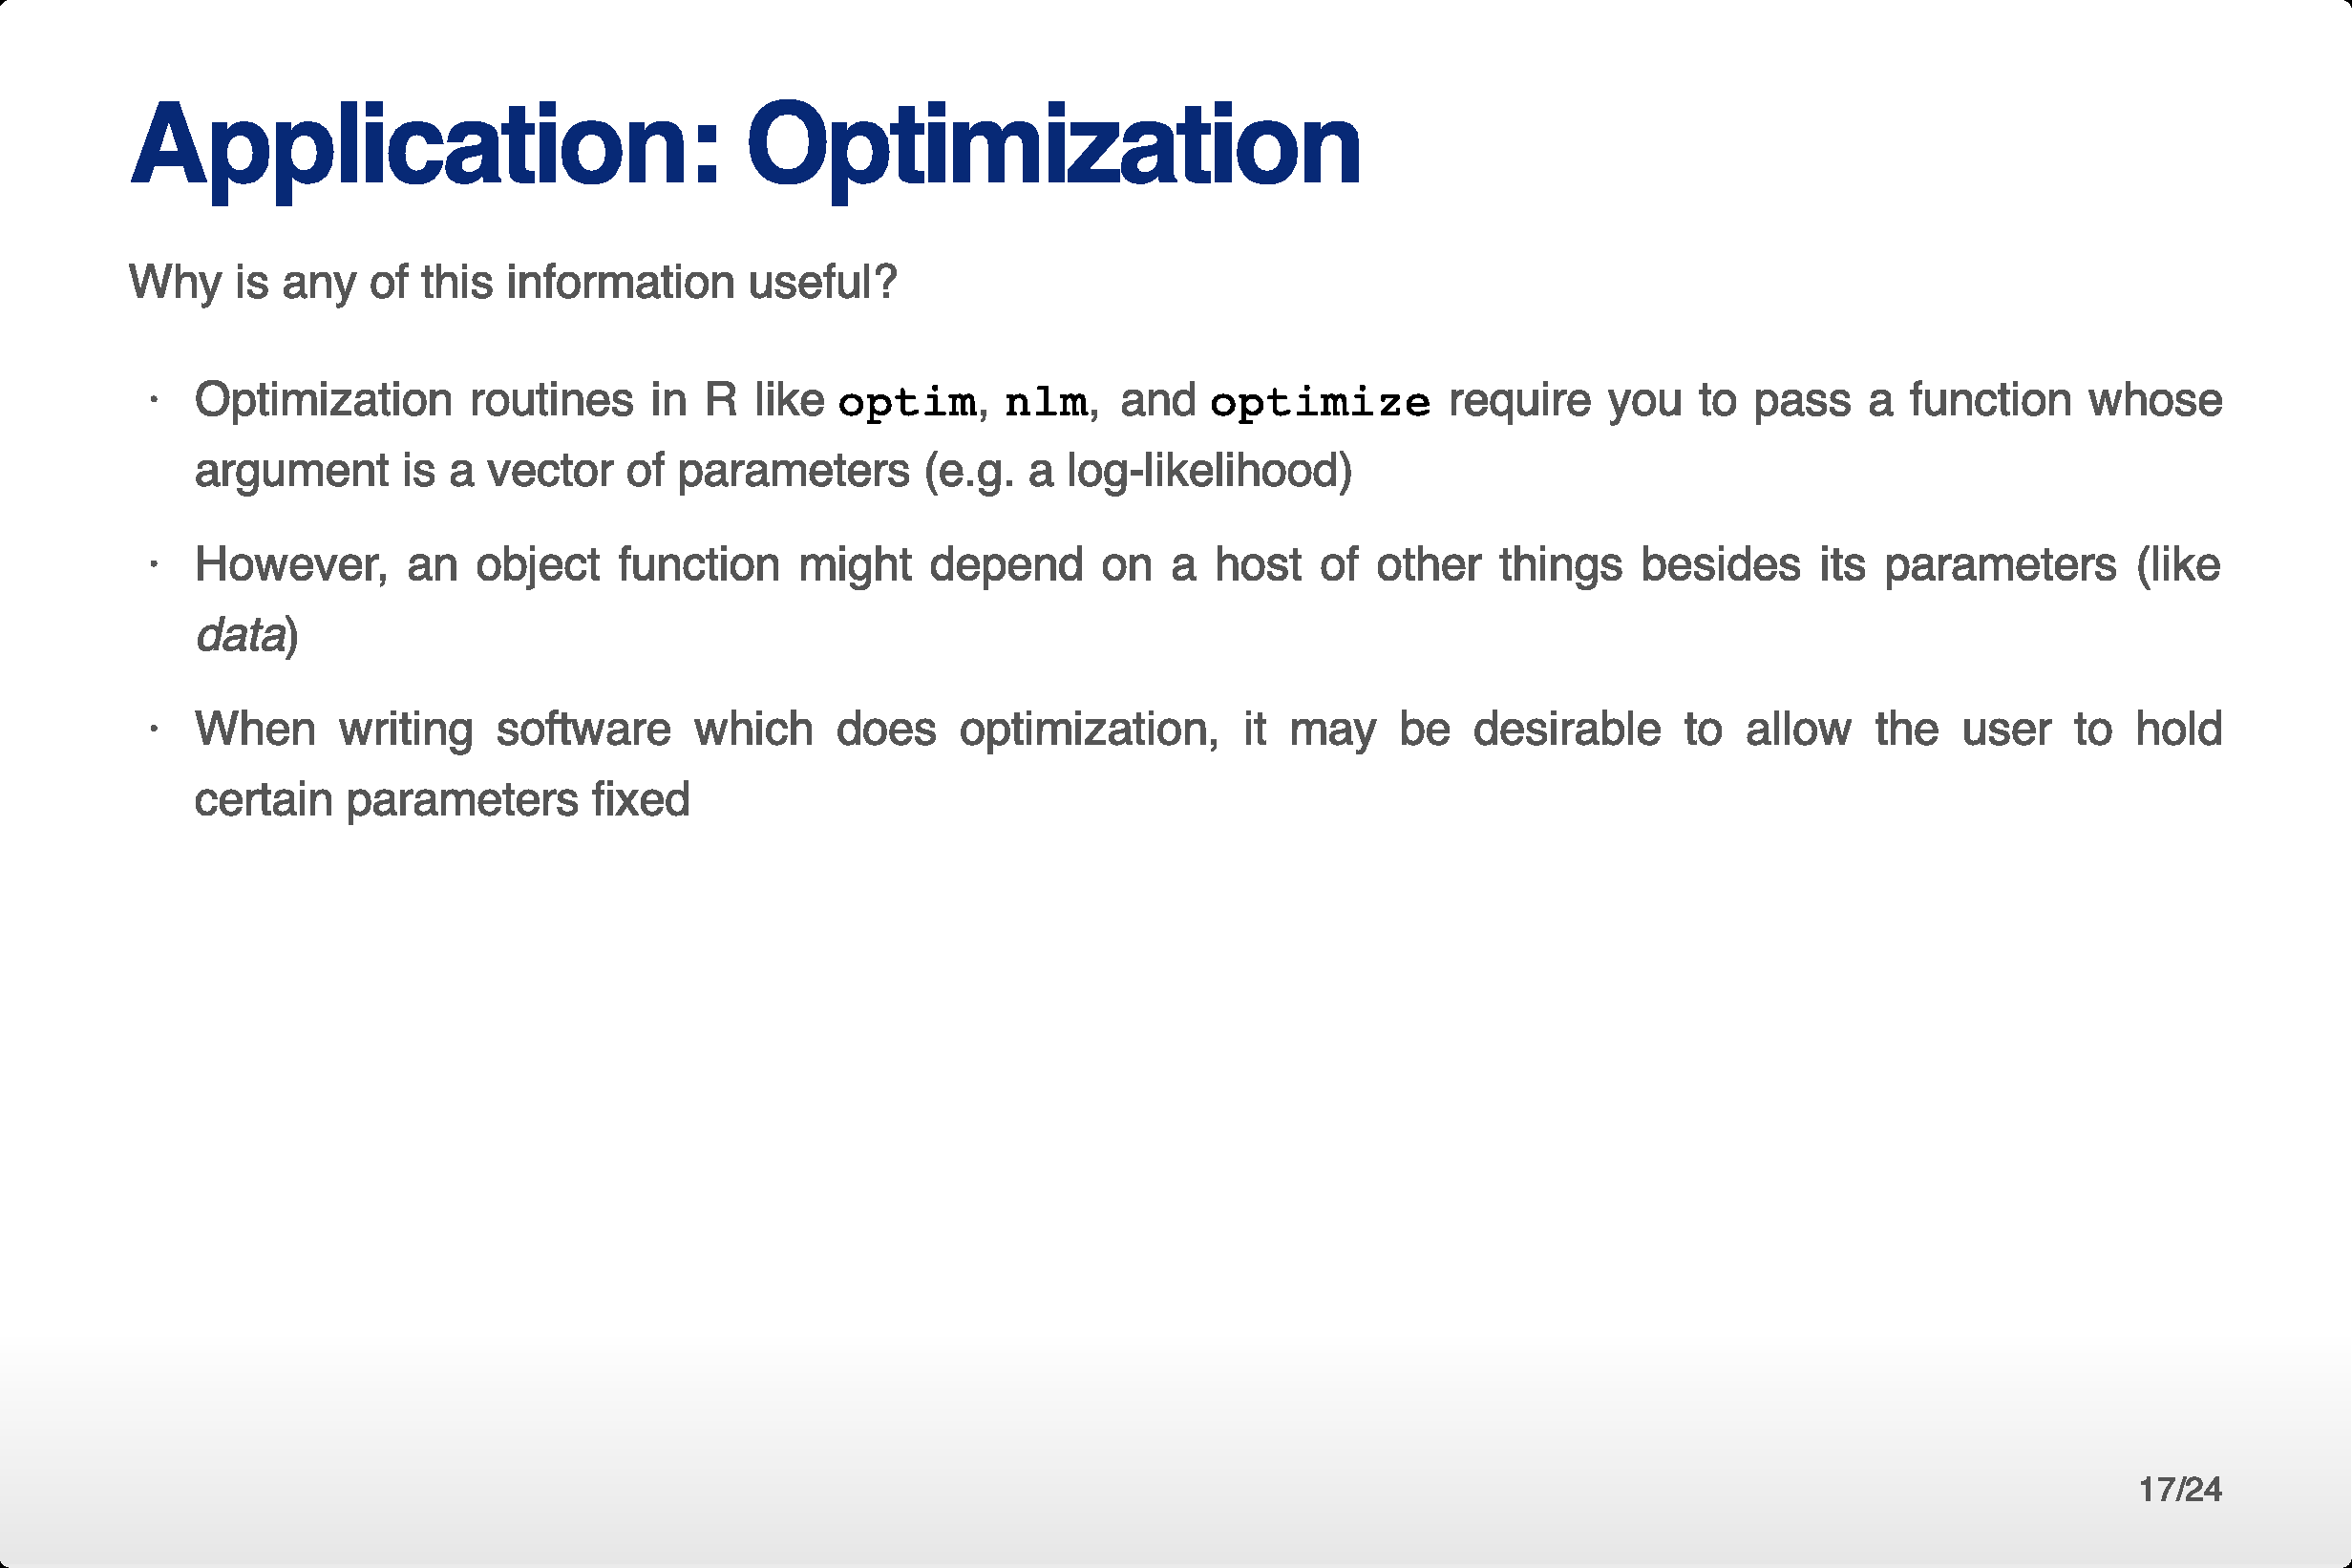 Application: Optimization
Why is any of this information useful?
· Optimization routines in R like optim, nlm, and optimize require you to pass a function whose
argument is a vector of parameters (e.g. a log-likelihood)
· However, an object function might depend on a host of other things besides its parameters (like
data)
· When writing software which does optimization, it may be desirable to allow the user to hold
certain parameters fixed
17/24